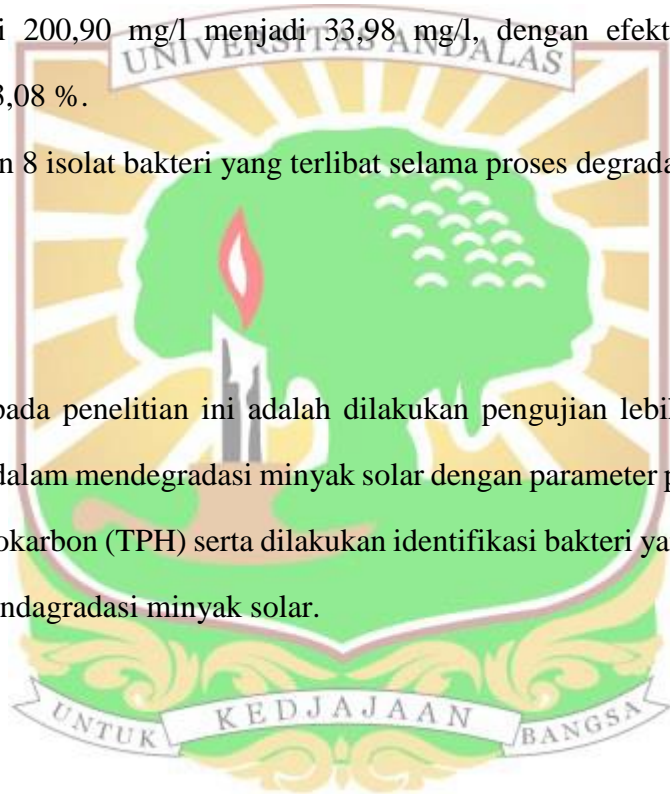 i 200,90 mg/l menjadi 33,98 mg/l, dengan efekt
UNIVERSITAS ANDALAS
3,08 %.
n 8 isolat bakteri yang terlibat selama proses degrada
pada penelitian ini adalah dilakukan pengujian lebi
dalam mendegradasi minyak solar dengan parameter p
okarbon (TPH) serta dilakukan identifikasi bakteri ya
ndagradasi minyak solar.
UNTUK KEDJAJAAN BANGSA